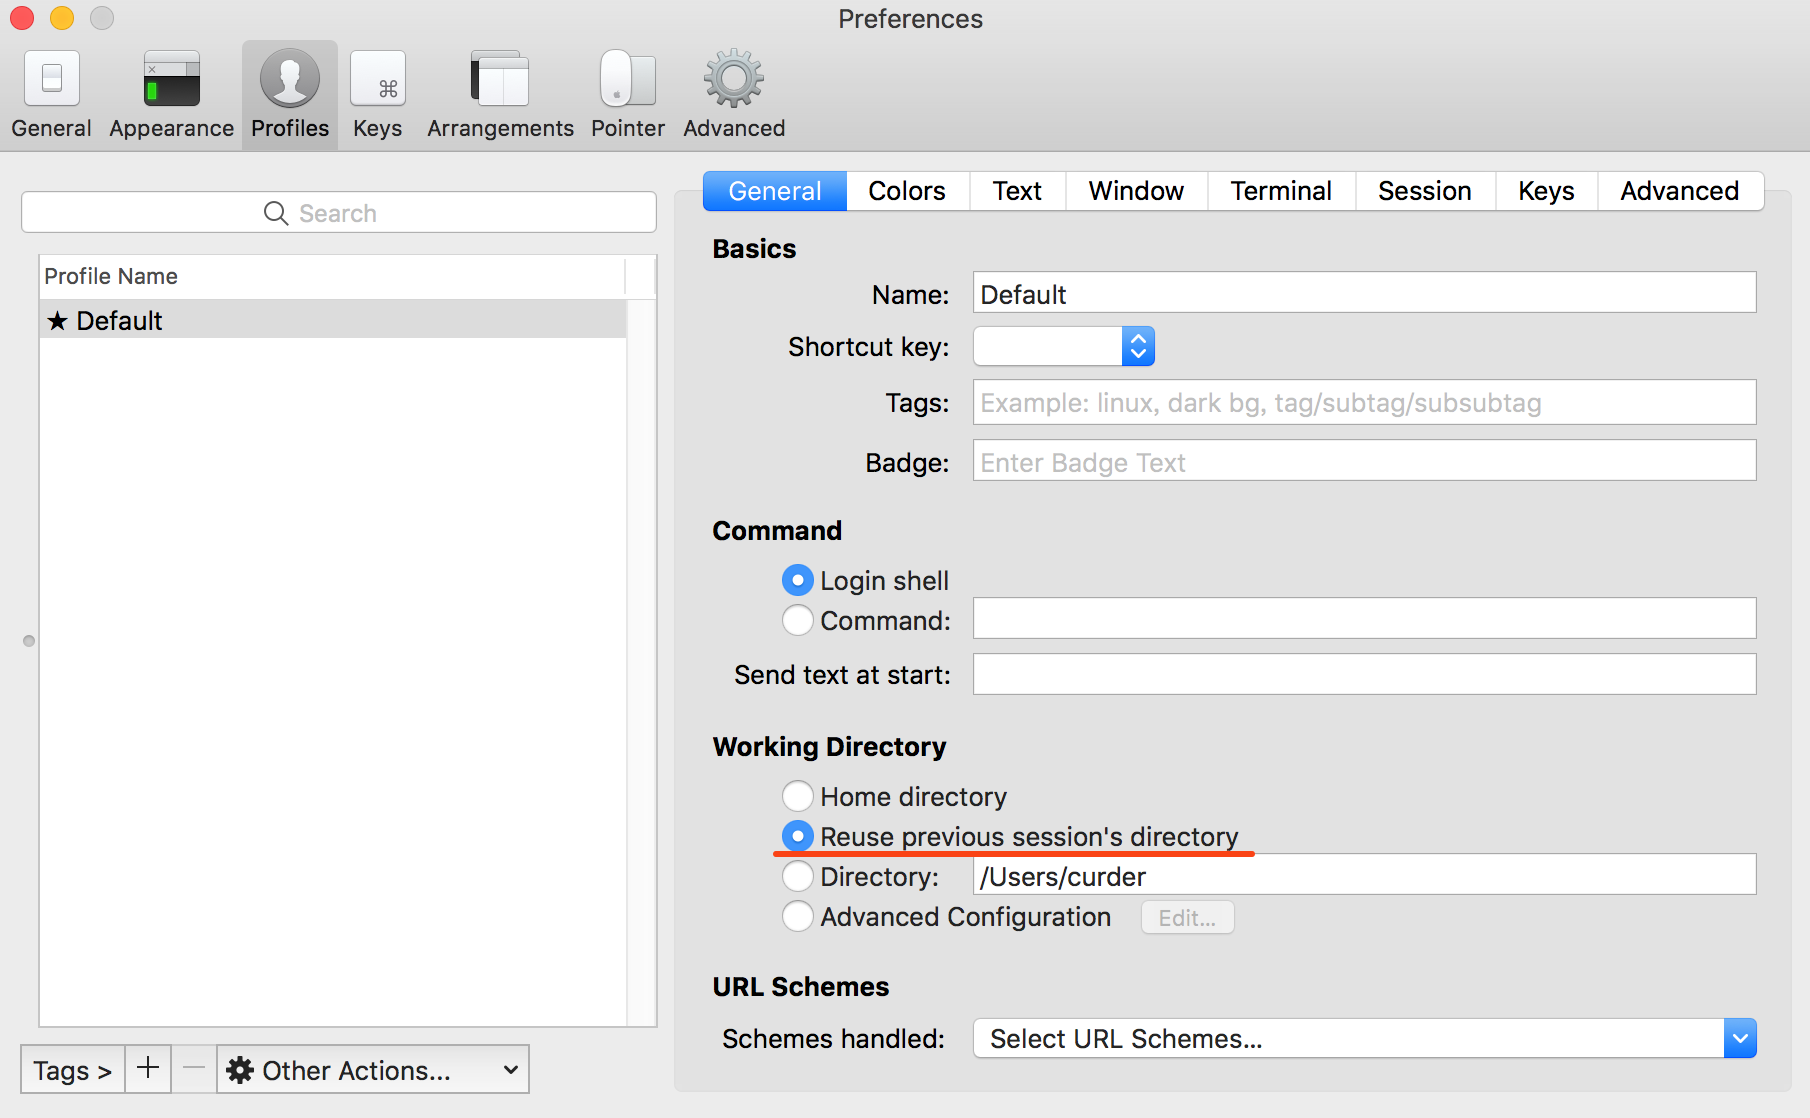 Preferences
General Appearance Profiles Keys Arrangements Pointer Advanced
Search
Profile Name
★ Default
Tags > + − Other Actions...
General Colors Text Window Terminal Session Keys Advanced
Basics
Name: Default
Shortcut key:
Tags: Example: linux, dark bg, tag/subtag/subsubtag
Badge: Enter Badge Text
Command
Login shell
Command:
Send text at start:
Working Directory
Home directory
Reuse previous session's directory
Directory: /Users/curder
Advanced Configuration Edit...
URL Schemes
Schemes handled: Select URL Schemes...